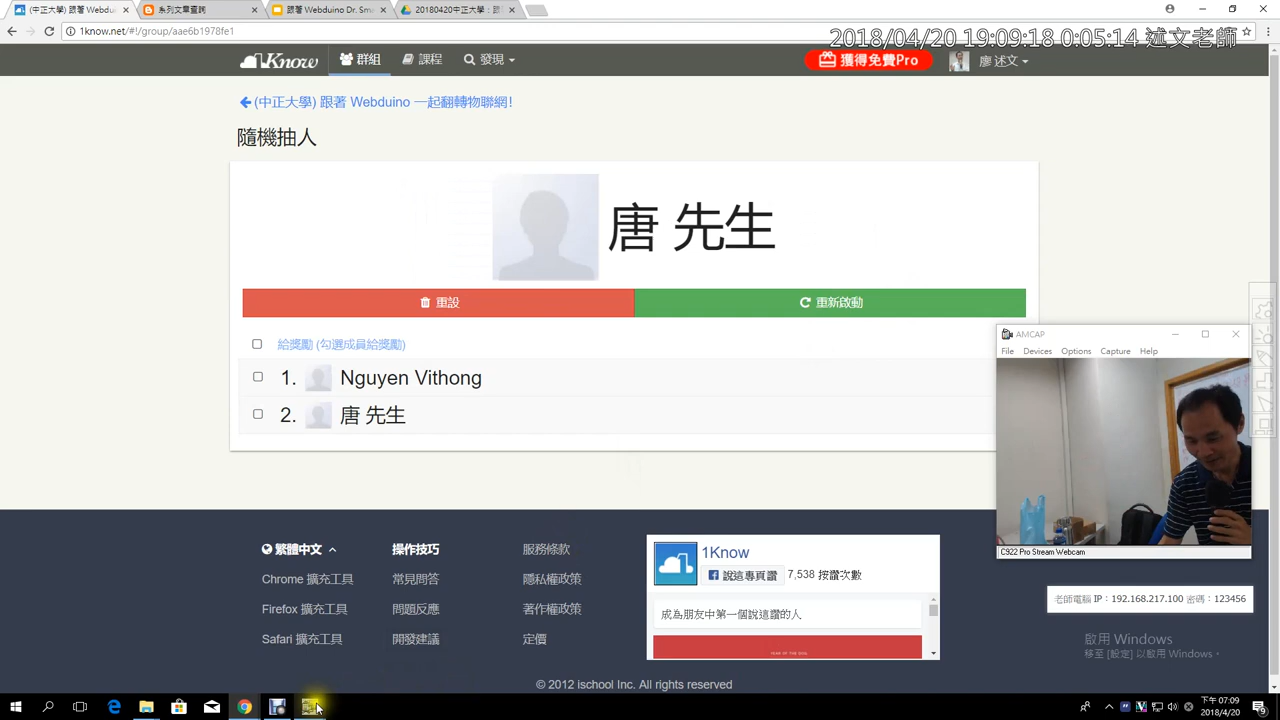 (中正大學) 跟著 Webdu
系列文章查詢
跟著 Webduino Dr. Sm
20180420中正大學：跟
1know.net/#!/group/aae6b1978fe1
2018/04/20 19:09:18 0:05:14 述文老師
1Know
群組
課程
發現
獲得免費Pro
廖 述文
(中正大學) 跟著 Webduino 一起翻轉物聯網!
隨機抽人
唐 先生
重設
重新啟動
給獎勵 (勾選成員給獎勵)
1. Nguyen Vithong
2. 唐 先生
AMCAP
File Devices Options Capture Help
C922 Pro Stream Webcam
繁體中文
操作技巧
服務條款
Chrome 擴充工具
常見問答
隱私權政策
Firefox 擴充工具
問題反應
著作權政策
Safari 擴充工具
開發建議
定價
1Know
說這專頁讚
7,538 按讚次數
成為朋友中第一個說這讚的人
YEAR OF THE DOG
老師電腦 IP：192.168.217.100 密碼：123456
啟用 Windows
移至 [設定] 以啟用 Windows。
© 2012 ischool Inc. All rights reserved
下午 07:09
2018/4/20